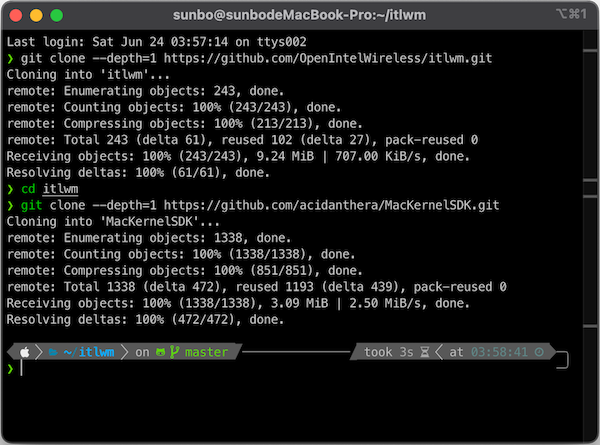 sunbo@sunbodeMacBook-Pro:~/itlwm
⌥⌘1
Last login: Sat Jun 24 03:57:14 on ttys002
❯ git clone --depth=1 https://github.com/OpenIntelWireless/itlwm.git
Cloning into 'itlwm'...
remote: Enumerating objects: 243, done.
remote: Counting objects: 100% (243/243), done.
remote: Compressing objects: 100% (213/213), done.
remote: Total 243 (delta 61), reused 102 (delta 27), pack-reused 0
Receiving objects: 100% (243/243), 9.24 MiB | 707.00 KiB/s, done.
Resolving deltas: 100% (61/61), done.
❯ cd itlwm
❯ git clone --depth=1 https://github.com/acidanthera/MacKernelSDK.git
Cloning into 'MacKernelSDK'...
remote: Enumerating objects: 1338, done.
remote: Counting objects: 100% (1338/1338), done.
remote: Compressing objects: 100% (851/851), done.
remote: Total 1338 (delta 472), reused 1193 (delta 439), pack-reused 0
Receiving objects: 100% (1338/1338), 3.09 MiB | 2.50 MiB/s, done.
Resolving deltas: 100% (472/472), done.
~/itlwm on master took 3s at 03:58:41
❯